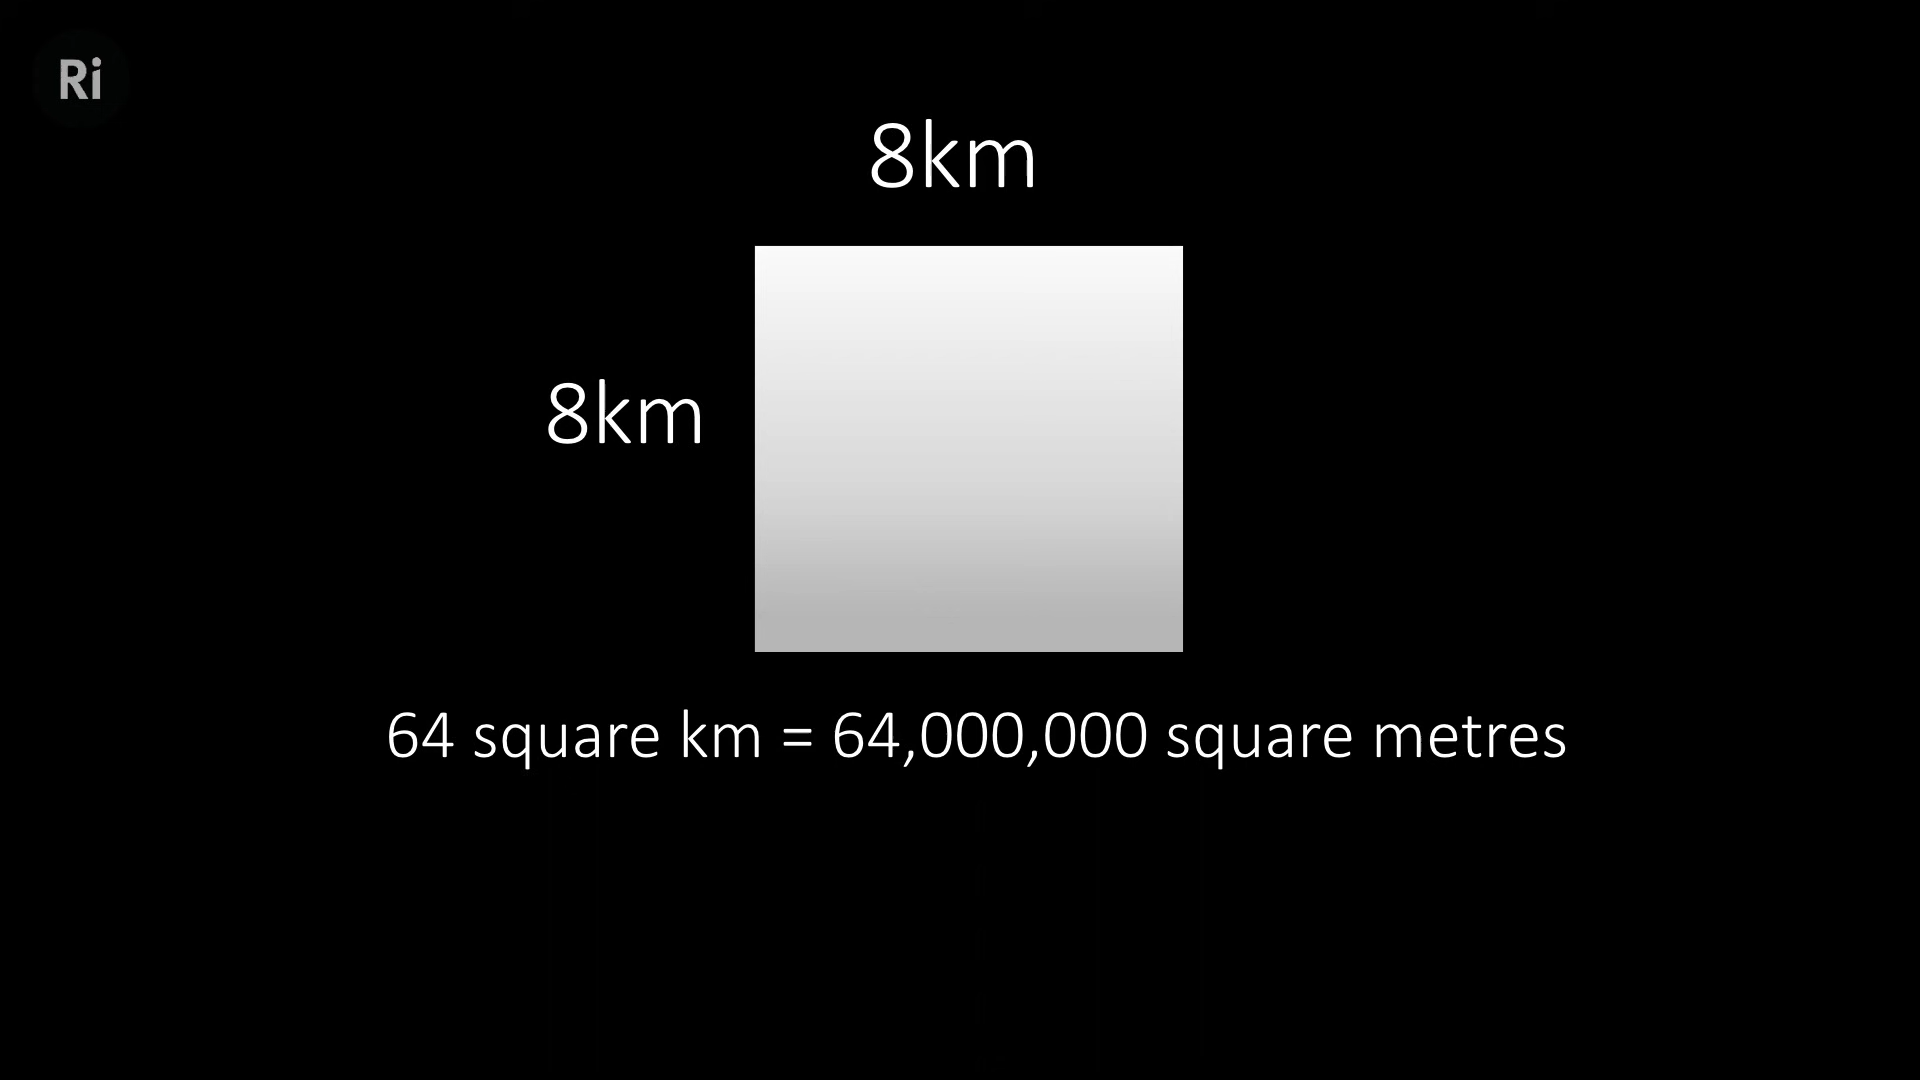 Ri
8km
8km
64 square km = 64,000,000 square metres